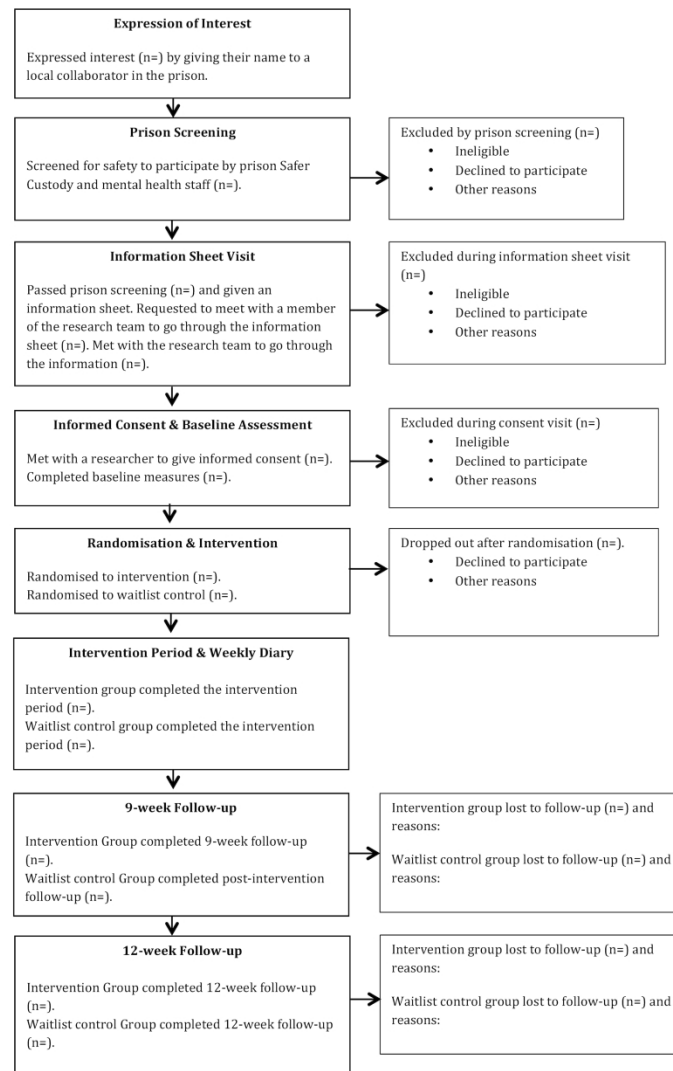 Expression of Interest
Expressed interest (n=) by giving their name to a
local collaborator in the prison.
Prison Screening
Screened for safety to participate by prison Safer
Custody and mental health staff (n=).
Excluded by prison screening (n=)
• Ineligible
• Declined to participate
• Other reasons
Information Sheet Visit
Passed prison screening (n=) and given an
information sheet. Requested to meet with a member
of the research team to go through the information
sheet (n=). Met with the research team to go through
the information (n=).
Excluded during information sheet visit
(n=)
• Ineligible
• Declined to participate
• Other reasons
Informed Consent & Baseline Assessment
Met with a researcher to give informed consent (n=).
Completed baseline measures (n=).
Excluded during consent visit (n=)
• Ineligible
• Declined to participate
• Other reasons
Randomisation & Intervention
Randomised to intervention (n=).
Randomised to waitlist control (n=).
Dropped out after randomisation (n=).
• Declined to participate
• Other reasons
Intervention Period & Weekly Diary
Intervention group completed the intervention
period (n=).
Waitlist control group completed the intervention
period (n=).
9-week Follow-up
Intervention Group completed 9-week follow-up
(n=).
Waitlist control Group completed post-intervention
follow-up (n=).
Intervention group lost to follow-up (n=) and
reasons:
Waitlist control group lost to follow-up (n=) and
reasons:
12-week Follow-up
Intervention Group completed 12-week follow-up
(n=).
Waitlist control Group completed 12-week follow-up
(n=).
Intervention group lost to follow-up (n=) and
reasons:
Waitlist control group lost to follow-up (n=) and
reasons: